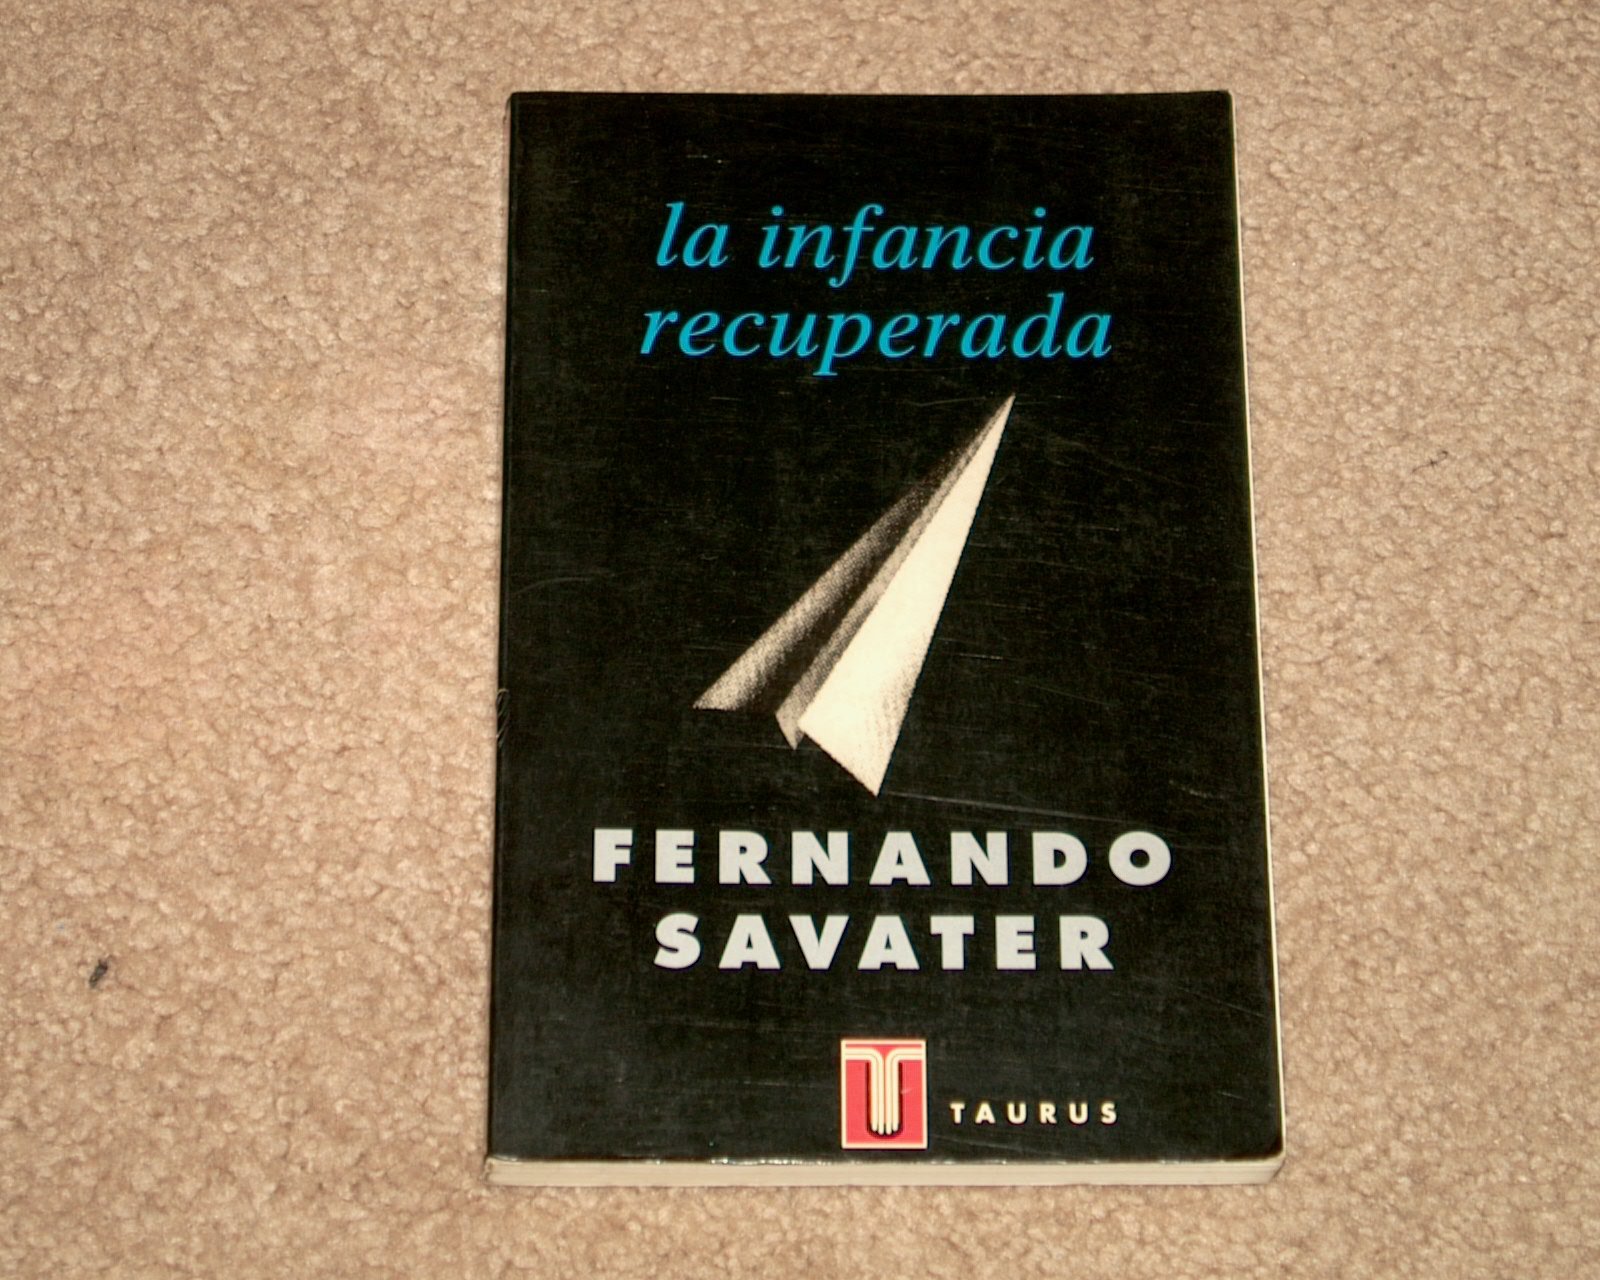 la infancia
recuperada
FERNANDO
SAVATER
TAURUS